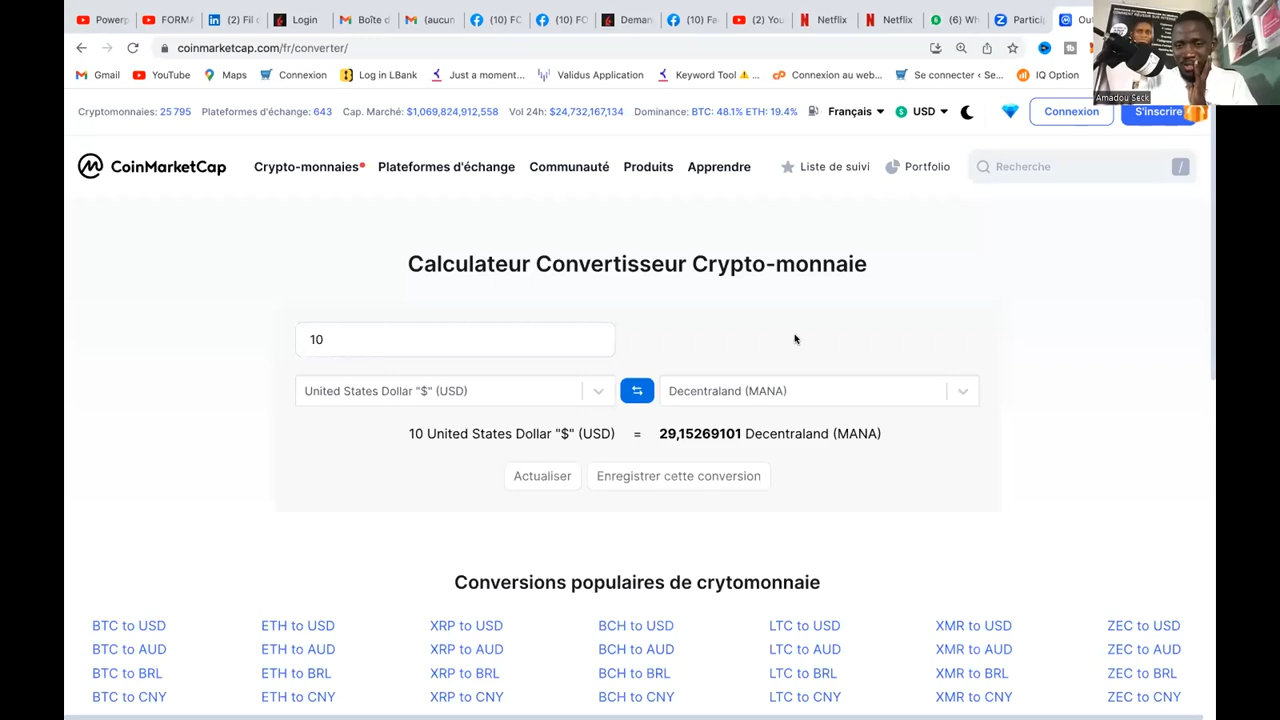 Powerp
FORMA
(2) Fil d
Login
Boîte d
(aucun
(10) FO
(10) FO
Deman
(10) Fa
(2) You
Netflix
Netflix
(6) Wh
Particip
Out
coinmarketcap.com/fr/converter/
Gmail
YouTube
Maps
Connexion
Log in LBank
Just a moment...
Validus Application
Keyword Tool ⚠ ...
Connexion au web...
Se connecter ‹ Se...
IQ Option
Amadou Seck
Cryptomonnaies: 25 795 Plateformes d'échange: 643 Cap. Marché: $1,069,824,912,558 Vol 24h: $24,732,167,134 Dominance: BTC: 48.1% ETH: 19.4% Français USD Connexion S'inscrire
CoinMarketCap Crypto-monnaies Plateformes d'échange Communauté Produits Apprendre Liste de suivi Portfolio Recherche /
Calculateur Convertisseur Crypto-monnaie
10
United States Dollar "$" (USD) Decentraland (MANA)
10 United States Dollar "$" (USD) = 29,15269101 Decentraland (MANA)
Actualiser Enregistrer cette conversion
Conversions populaires de crytomonnaie
BTC to USD ETH to USD XRP to USD BCH to USD LTC to USD XMR to USD ZEC to USD
BTC to AUD ETH to AUD XRP to AUD BCH to AUD LTC to AUD XMR to AUD ZEC to AUD
BTC to BRL ETH to BRL XRP to BRL BCH to BRL LTC to BRL XMR to BRL ZEC to BRL
BTC to CNY ETH to CNY XRP to CNY BCH to CNY LTC to CNY XMR to CNY ZEC to CNY